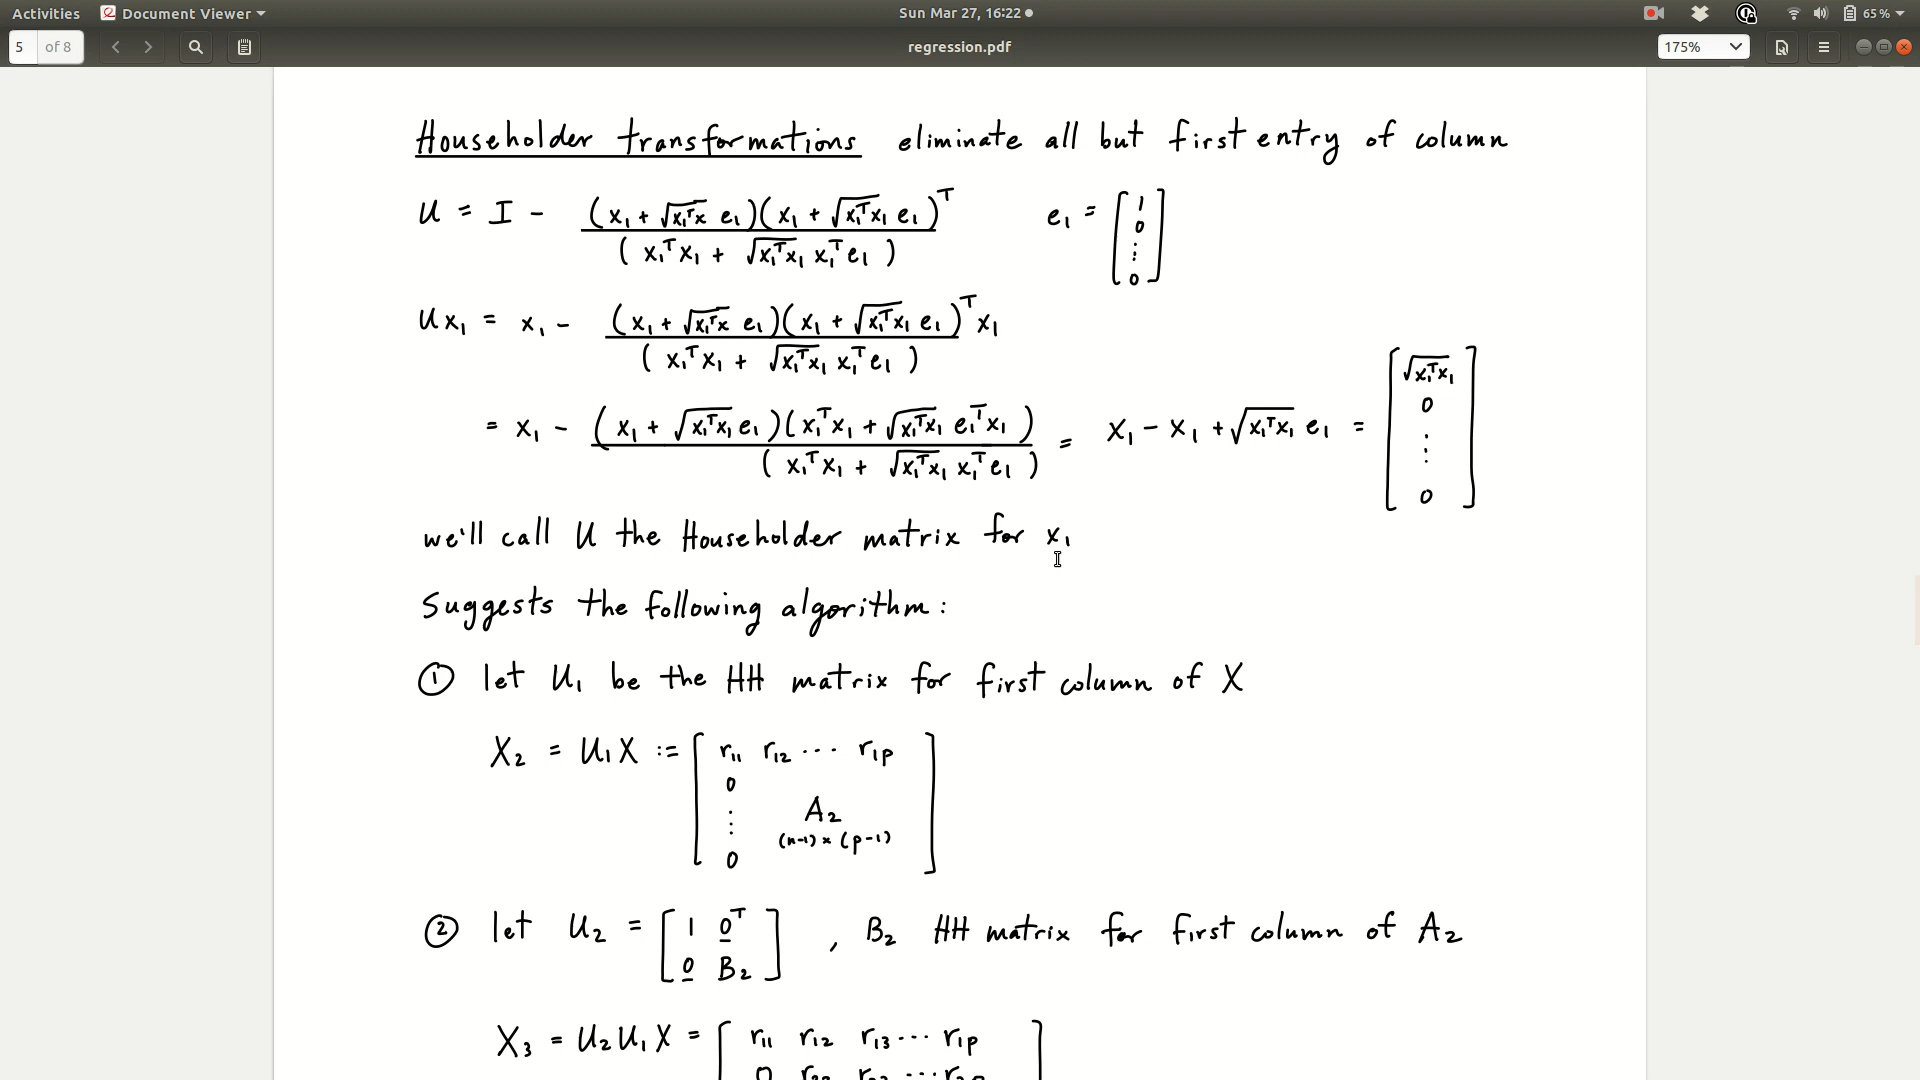 Activities Document Viewer Sun Mar 27, 16:22 65%
5 of 8 regression.pdf 175%
Householder transformations eliminate all but first entry of column
U = I - (x₁ + √x₁ᵀx e₁)(x₁ + √x₁ᵀx₁ e₁)ᵀ / (x₁ᵀx₁ + √x₁ᵀx₁ x₁ᵀe₁) e₁ = [1 0 ⋮ 0]
Ux₁ = x₁ - (x₁ + √x₁ᵀx e₁)(x₁ + √x₁ᵀx₁ e₁)ᵀ x₁ / (x₁ᵀx₁ + √x₁ᵀx₁ x₁ᵀe₁)
= x₁ - (x₁ + √x₁ᵀx₁ e₁)(x₁ᵀx₁ + √x₁ᵀx₁ e₁ᵀx₁) / (x₁ᵀx₁ + √x₁ᵀx₁ x₁ᵀe₁) = x₁ - x₁ + √x₁ᵀx₁ e₁ = [√x₁ᵀx₁ 0 ⋮ 0]
we'll call U the Householder matrix for x₁
Suggests the following algorithm:
① let U₁ be the HH matrix for first column of X
X₂ = U₁X := [ r₁₁ r₁₂ ⋯ r₁p
0
⋮ A₂
(n-1)×(p-1)
0 ]
② let U₂ = [ 1 0ᵀ
0 B₂ ] , B₂ HH matrix for first column of A₂
X₃ = U₂U₁X = [ r₁₁ r₁₂ r₁₃ ⋯ r₁p